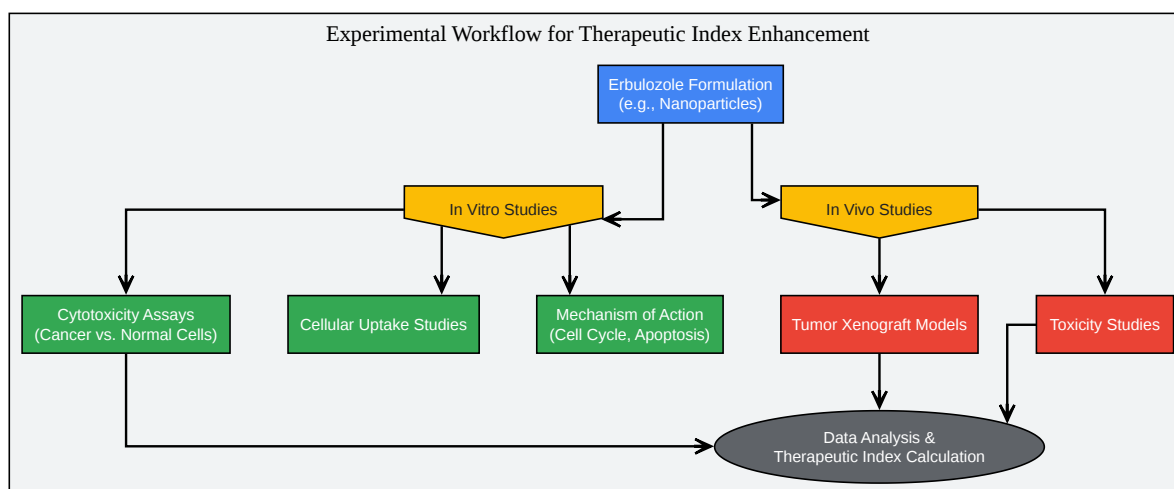 Experimental Workflow for Therapeutic Index Enhancement
Erbulozole Formulation
(e.g., Nanoparticles)
In Vitro Studies
In Vivo Studies
Cytotoxicity Assays
(Cancer vs. Normal Cells)
Cellular Uptake Studies
Mechanism of Action
(Cell Cycle, Apoptosis)
Tumor Xenograft Models
Toxicity Studies
Data Analysis &
Therapeutic Index Calculation